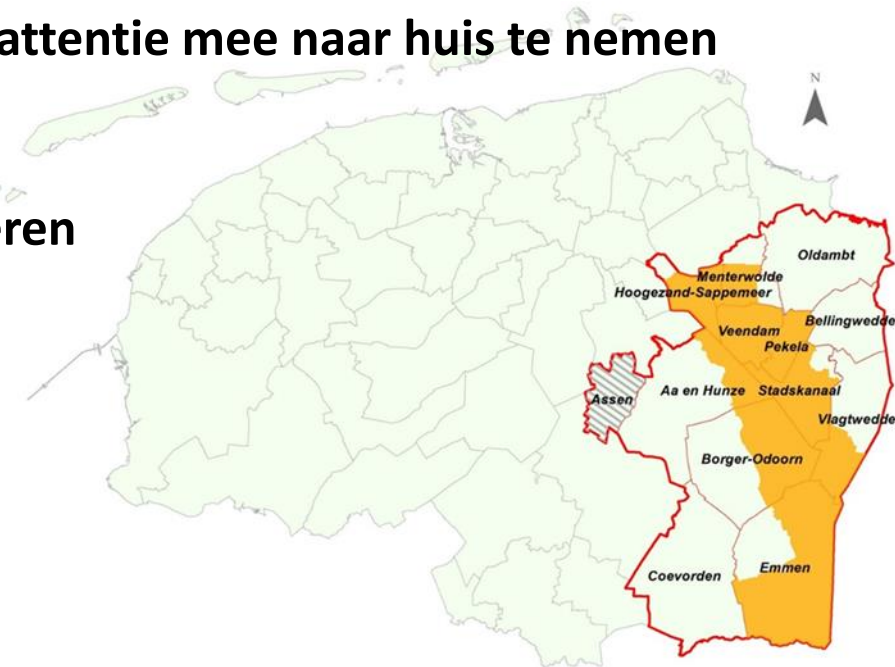 attentie mee naar huis te nemen
N
eren
Oldambt
Menterwolde
Hoogezand-Sappemeer
Bellingwedde
Veendam
Pekela
Aa en Hunze
Stadskanaal
Assen
Vlagtwedde
Borger-Odoorn
Emmen
Coevorden